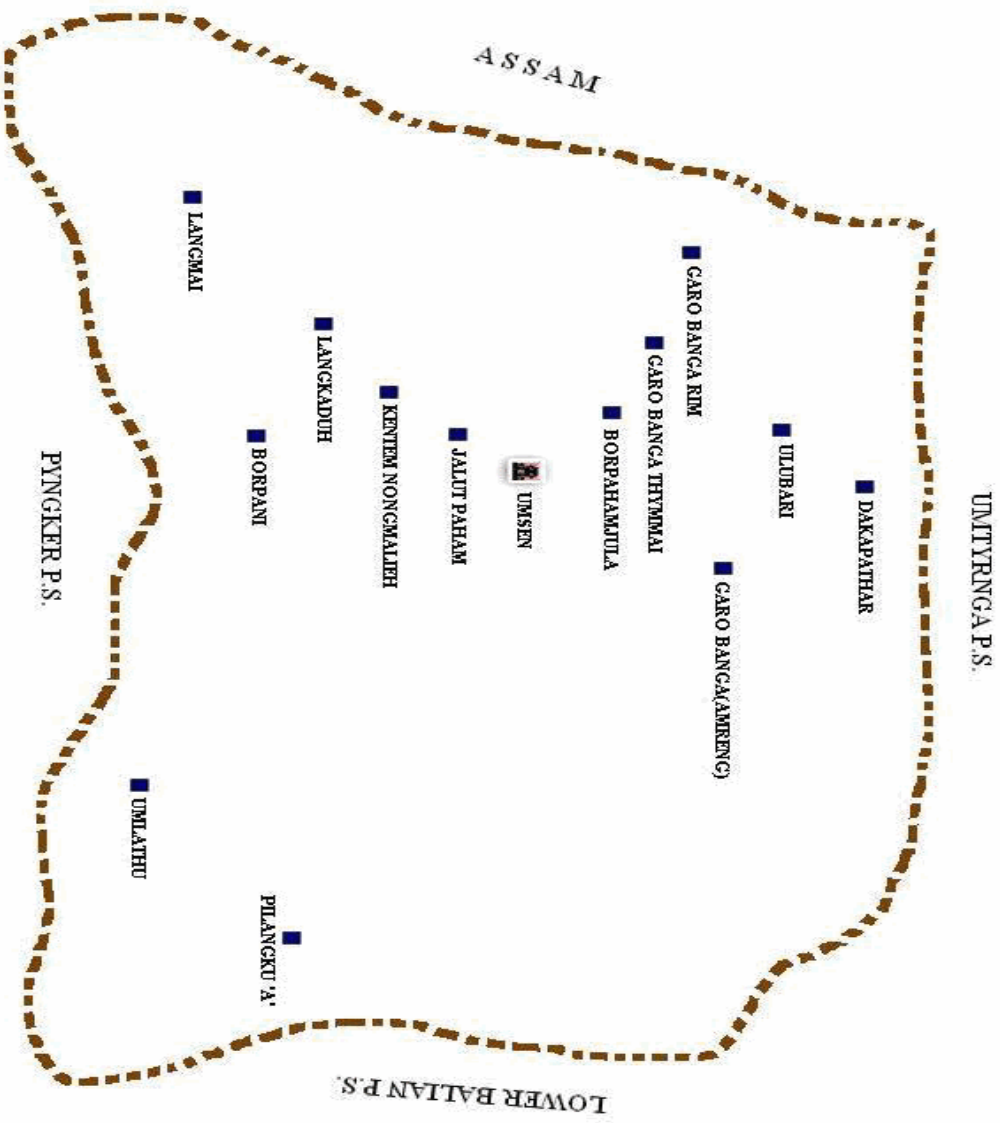 UMTYRNGA P.S.
DAKAPATHAR
ULUBARI
GARO BANGA(AMRENG)
GARO BANGA RIM
GARO BANGA THYMMAI
BORPAHAMJULA
ASSAM
UMSEN
LOWER BALIAN P.S.
JALUT PAHAM
KENTEM NONGMALIEH
LANGKADUH
PILANGKU 'A'
BORPANI
LANGMAI
UMLATHU
PYNGKER P.S.